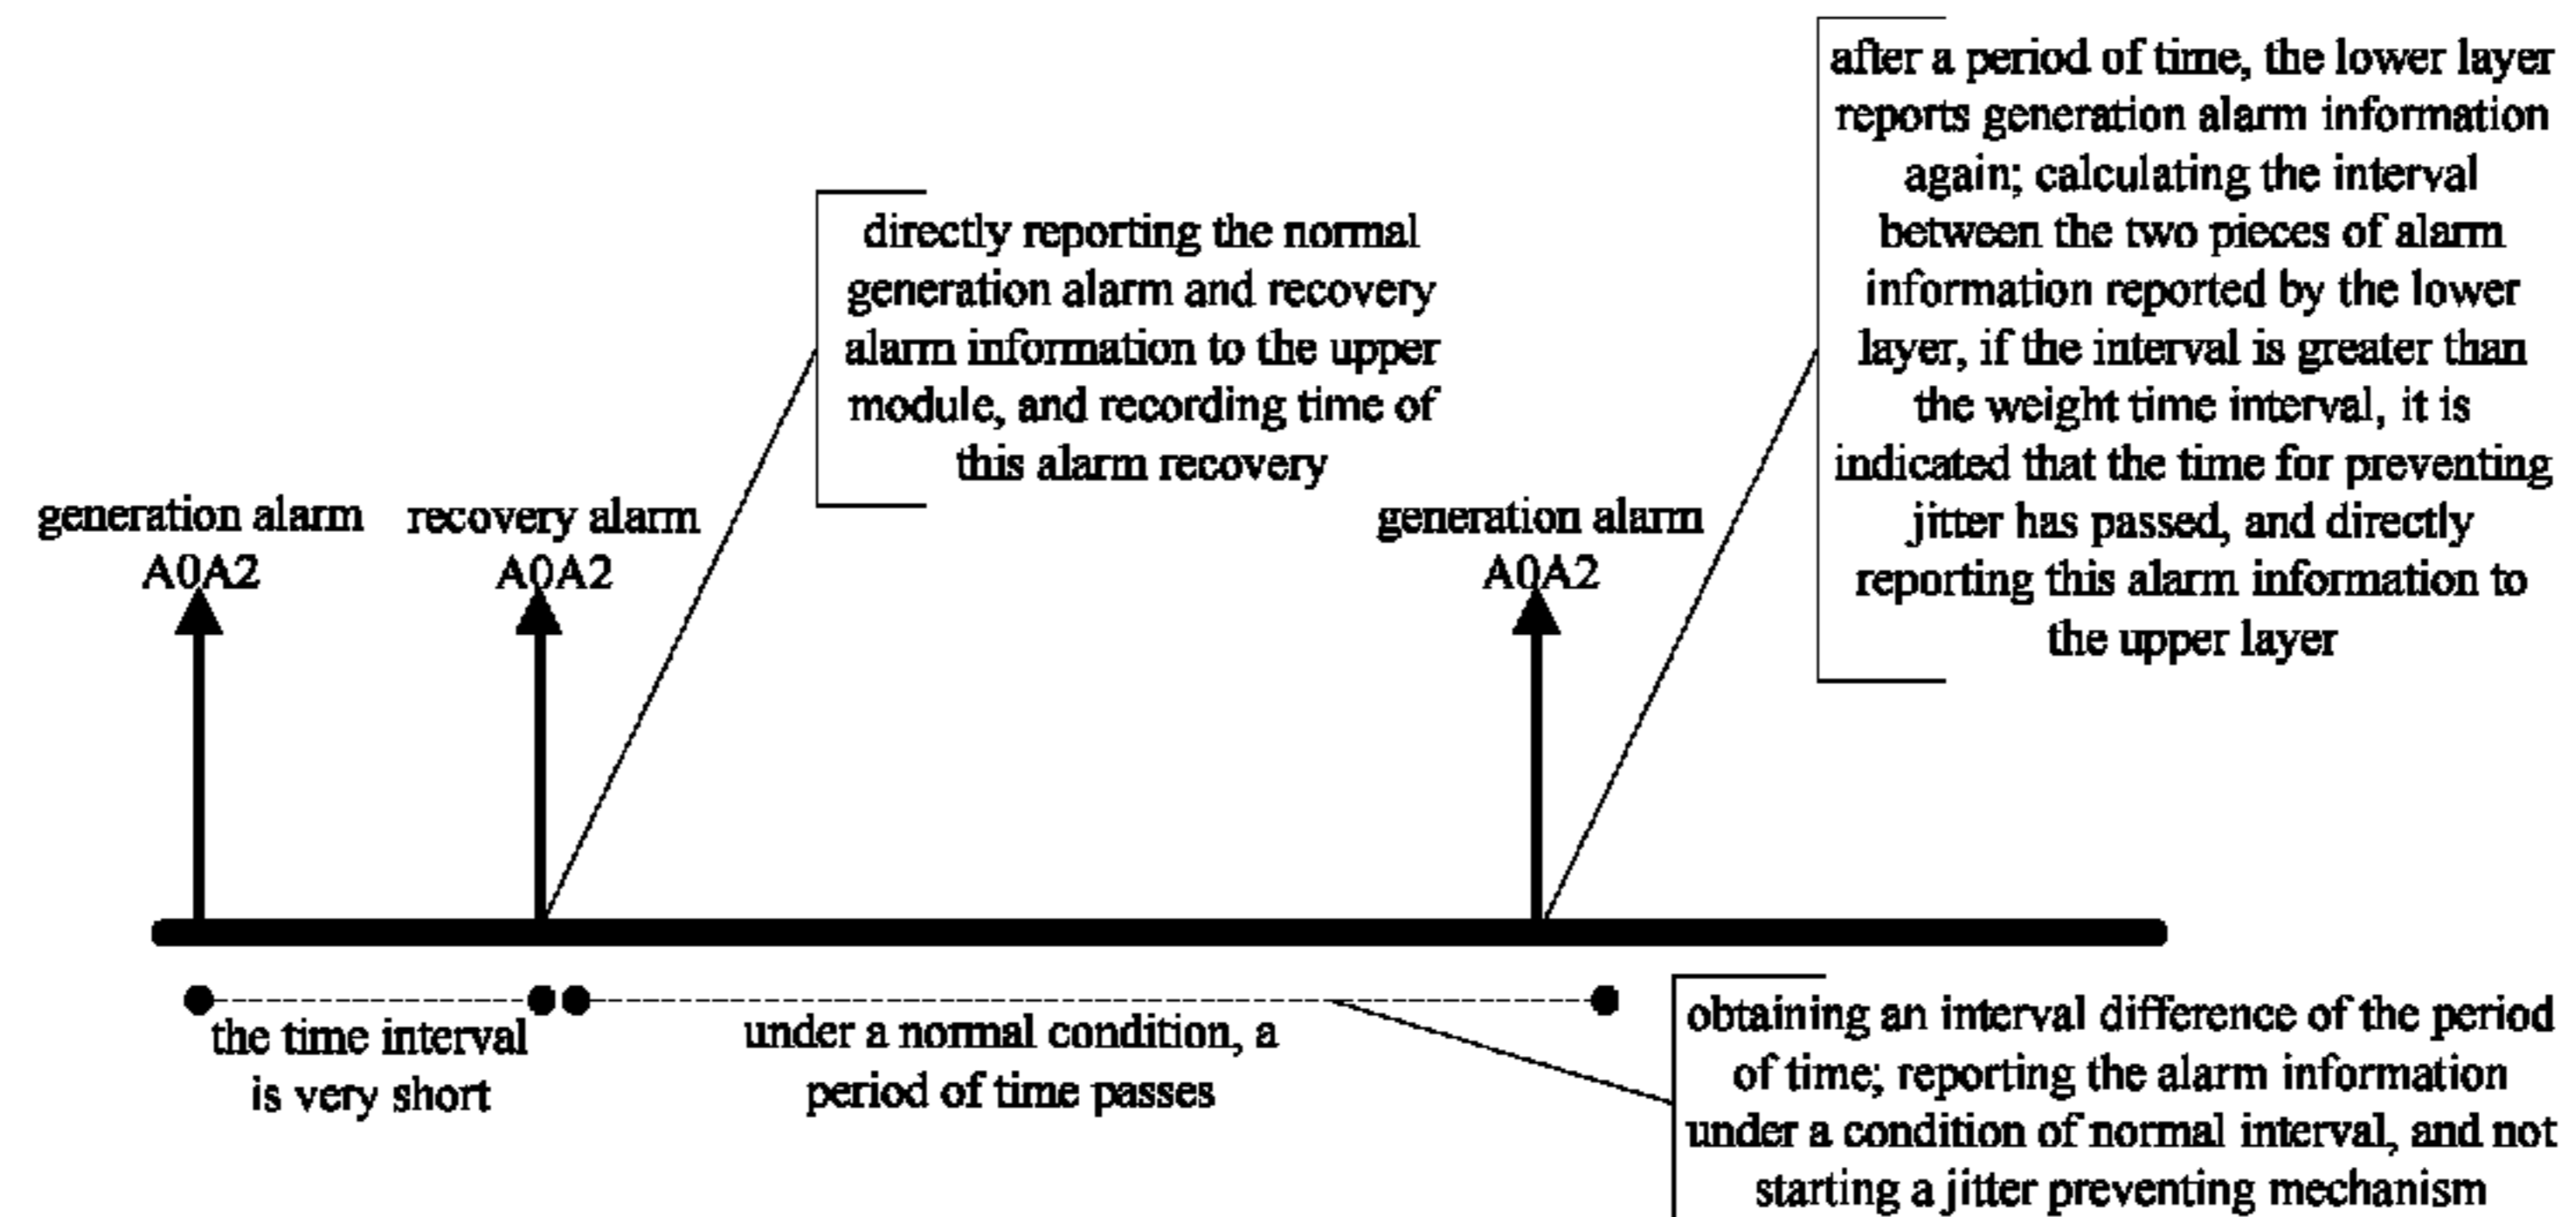 after a period of time, the lower layer
reports generation alarm information
again; calculating the interval
between the two pieces of alarm
information reported by the lower
layer, if the interval is greater than
the weight time interval, it is
indicated that the time for preventing
jitter has passed, and directly
reporting this alarm information to
the upper layer
directly reporting the normal
generation alarm and recovery
alarm information to the upper
module, and recording time of
this alarm recovery
generation alarm
A0A2
recovery alarm
A0A2
generation alarm
A0A2
the time interval
is very short
under a normal condition, a
period of time passes
obtaining an interval difference of the period
of time; reporting the alarm information
under a condition of normal interval, and not
starting a jitter preventing mechanism